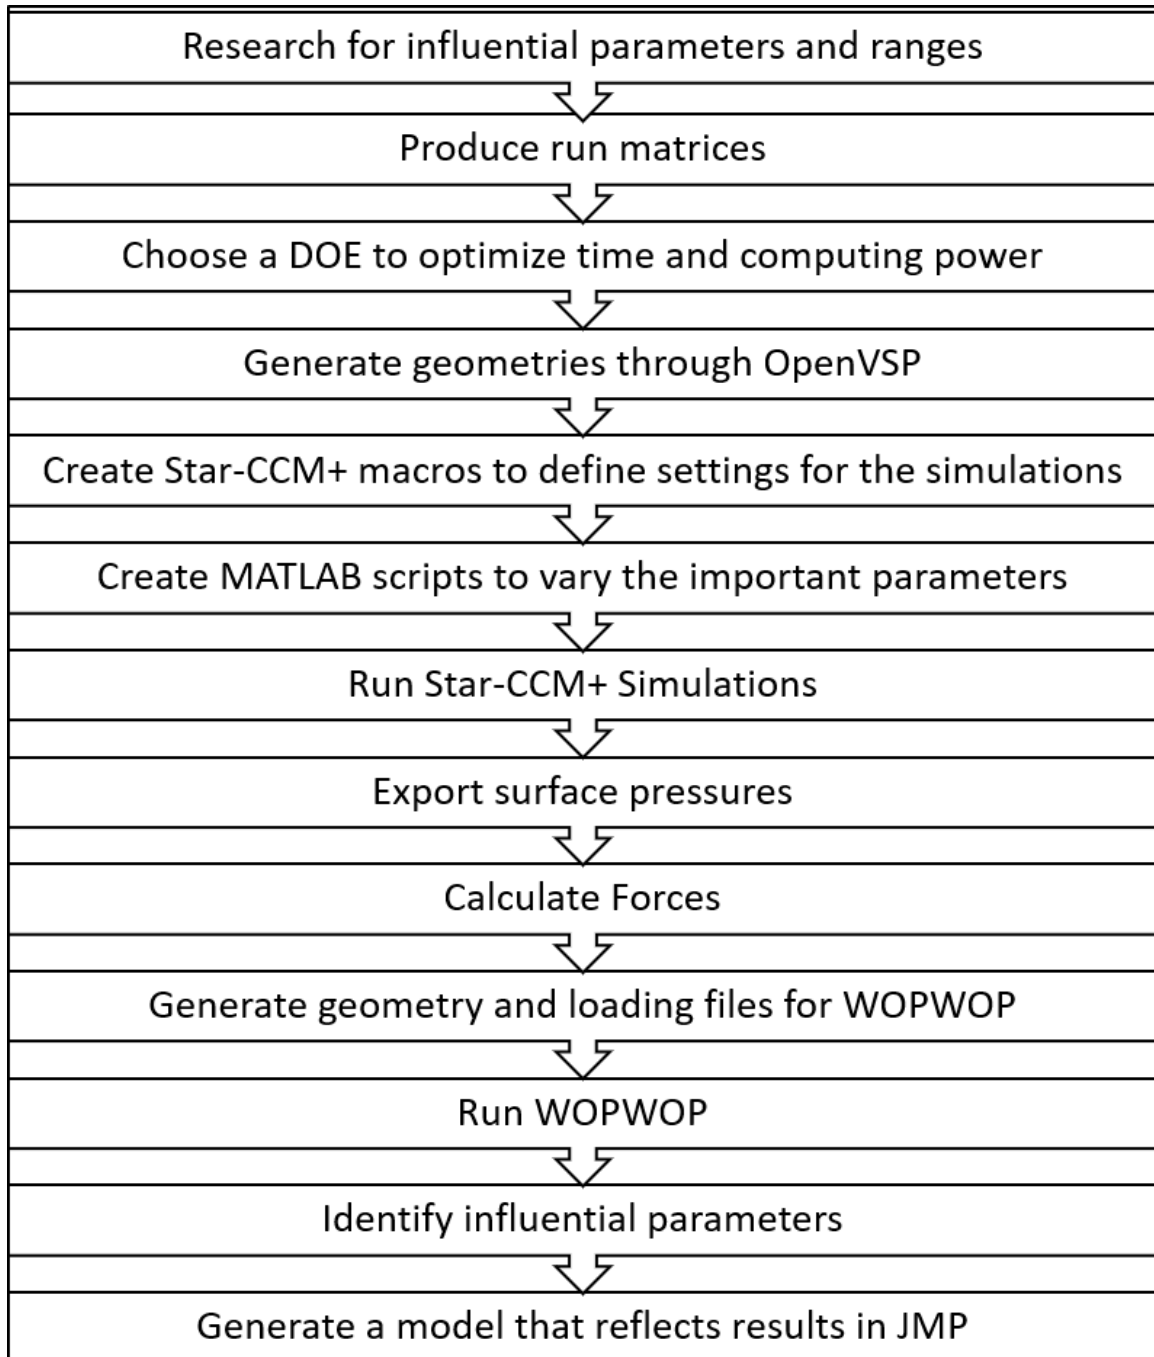 Research for influential parameters and ranges
Produce run matrices
Choose a DOE to optimize time and computing power
Generate geometries through OpenVSP
Create Star-CCM+ macros to define settings for the simulations
Create MATLAB scripts to vary the important parameters
Run Star-CCM+ Simulations
Export surface pressures
Calculate Forces
Generate geometry and loading files for WOPWOP
Run WOPWOP
Identify influential parameters
Generate a model that reflects results in JMP